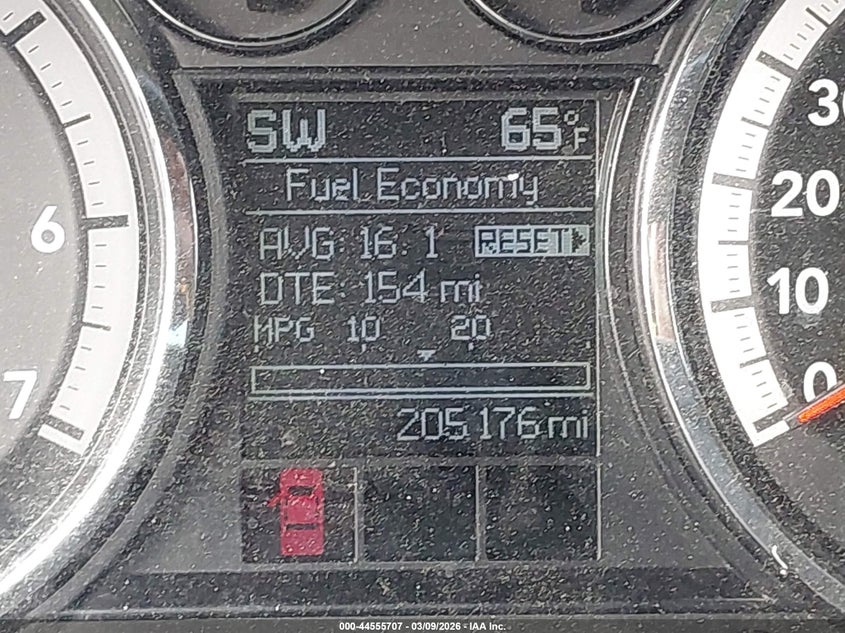 SW 65°F
Fuel Economy
AVG: 16.1 RESET
DTE: 154 mi
MPG 10 20
205176mi
6
7
30
20
10
0
000-44555707 - 03/09/2026 - IAA Inc.